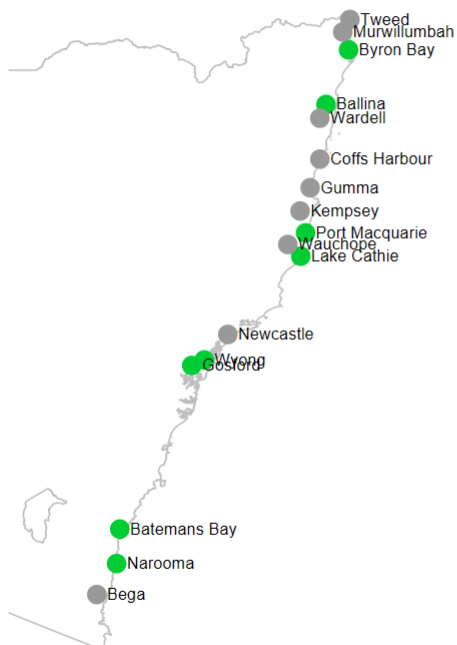 Tweed
Murwillumbah
Byron Bay
Ballina
Wardell
Coffs Harbour
Gumma
Kempsey
Port Macquarie
Wauchope
Lake Cathie
Newcastle
Wyong
Gosford
Batemans Bay
Narooma
Bega